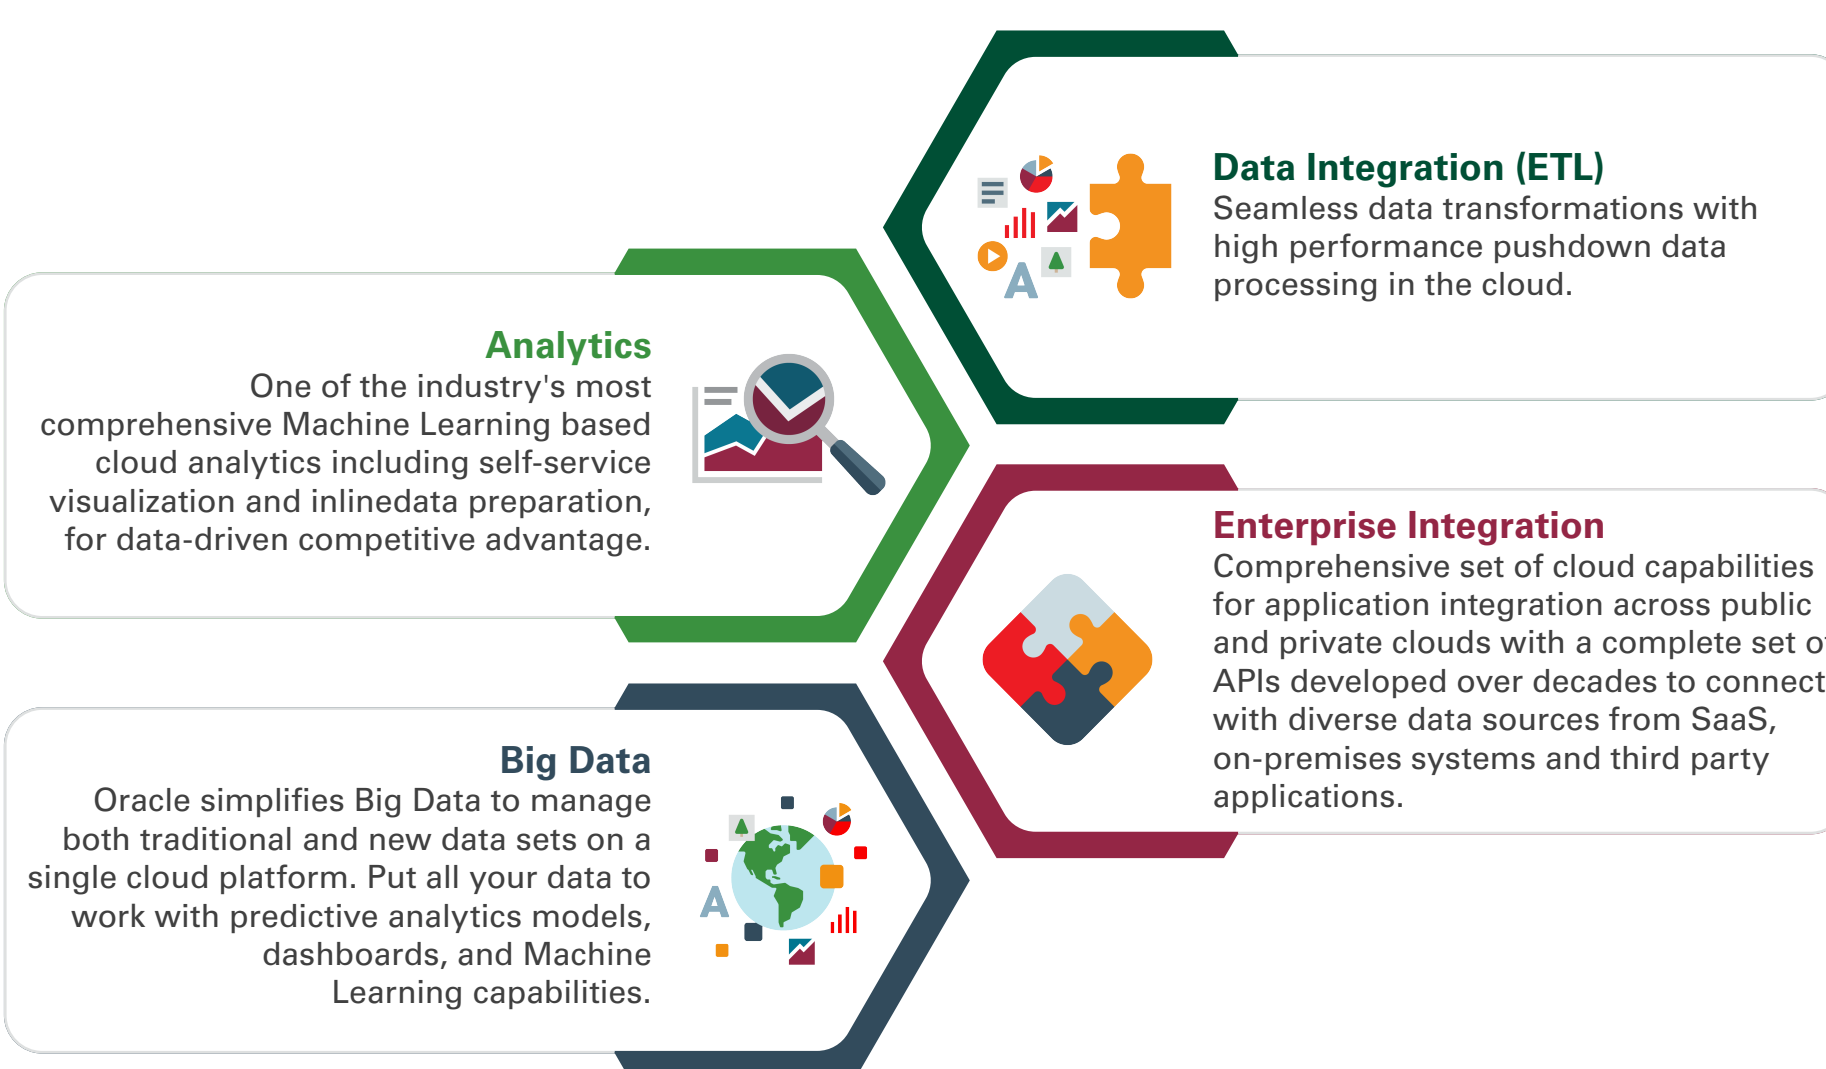 Data Integration (ETL)
Seamless data transformations with
high performance pushdown data
processing in the cloud.
Analytics
One of the industry's most
comprehensive Machine Learning based
cloud analytics including self-service
visualization and inlinedata preparation,
for data-driven competitive advantage.
Enterprise Integration
Comprehensive set of cloud capabilities
for application integration across public
and private clouds with a complete set of
APIs developed over decades to connect
with diverse data sources from SaaS,
on-premises systems and third party
applications.
Big Data
Oracle simplifies Big Data to manage
both traditional and new data sets on a
single cloud platform. Put all your data to
work with predictive analytics models,
dashboards, and Machine
Learning capabilities.
A
A